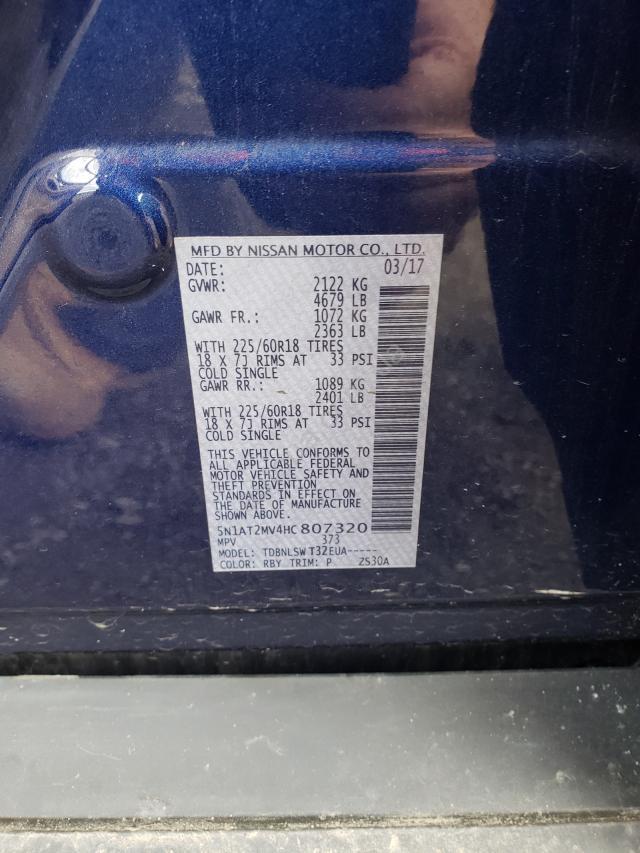 MFD BY NISSAN MOTOR CO., LTD.
DATE: 03/17
GVWR: 2122 KG
4679 LB
GAWR FR.: 1072 KG
2363 LB
WITH 225/60R18 TIRES
18 X 7J RIMS AT 33 PSI
COLD SINGLE
GAWR RR.: 1089 KG
2401 LB
WITH 225/60R18 TIRES
18 X 7J RIMS AT 33 PSI
COLD SINGLE
THIS VEHICLE CONFORMS TO
ALL APPLICABLE FEDERAL
MOTOR VEHICLE SAFETY AND
THEFT PREVENTION
STANDARDS IN EFFECT ON
THE DATE OF MANUFACTURE
SHOWN ABOVE.
5N1AT2MV4HC 807320
MPV 373
MODEL: TDBNLSW T32EUA-----
COLOR: RBY TRIM: P ZS30A